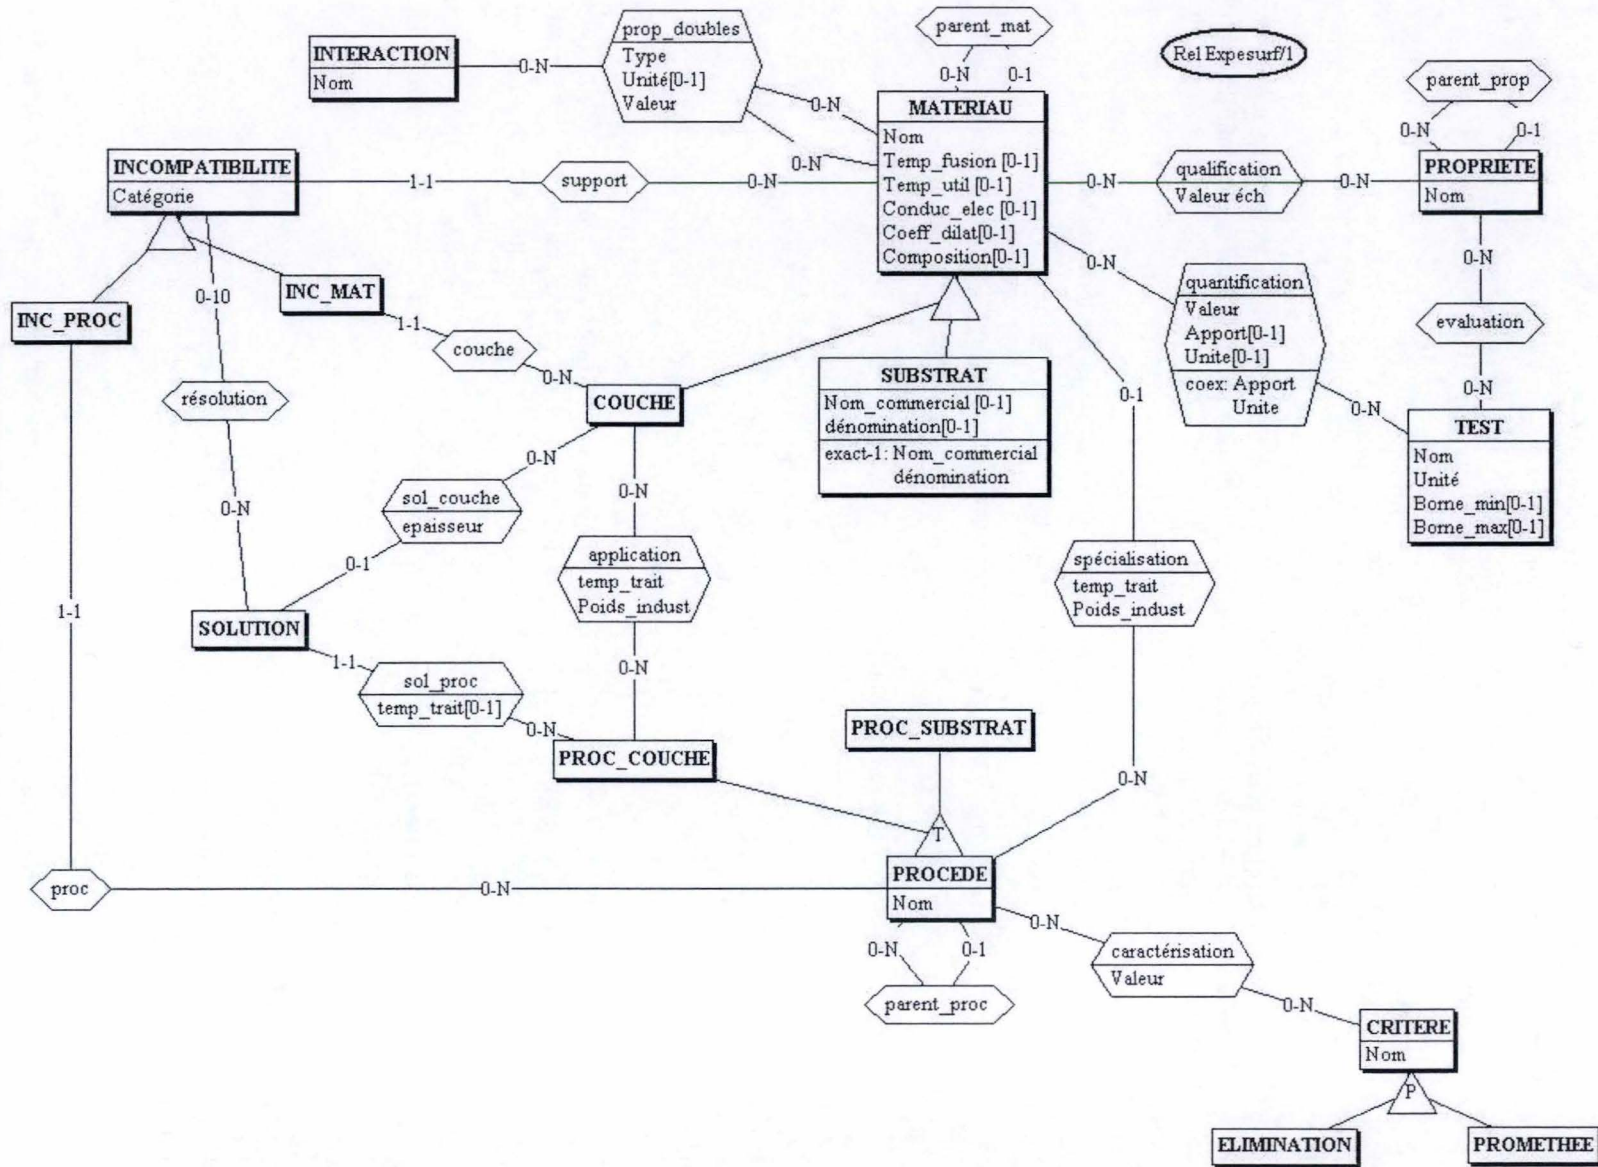 parent_mat
Rel Expesurf/1
prop_doubles
Type
Unité[0-1]
Valeur
INTERACTION
Nom
0-N
0-N
0-N
0-N
0-1
MATERIAU
Nom
Temp_fusion [0-1]
Temp_util [0-1]
Conduc_elec [0-1]
Coeff_dilat[0-1]
Composition[0-1]
parent_prop
0-N
0-1
PROPRIETE
Nom
INCOMPATIBILITE
Catégorie
1-1
support
0-N
0-N
qualification
Valeur éch
0-N
0-N
quantification
Valeur
Apport[0-1]
Unite[0-1]
coex: Apport
Unite
0-N
0-N
evaluation
0-N
TEST
Nom
Unité
Borne_min[0-1]
Borne_max[0-1]
INC_PROC
INC_MAT
0-10
1-1
couche
0-N
résolution
0-N
COUCHE
SUBSTRAT
Nom_commercial [0-1]
dénomination[0-1]
exact-1: Nom_commercial
dénomination
0-1
0-N
sol_couche
epaisseur
0-1
0-N
application
temp_trait
Poids_indust
0-N
spécialisation
temp_trait
Poids_indust
0-N
1-1
SOLUTION
1-1
sol_proc
temp_trait[0-1]
0-N
PROC_COUCHE
PROC_SUBSTRAT
T
PROCEDE
Nom
proc
0-N
0-N
0-1
parent_proc
0-N
caractérisation
Valeur
0-N
CRITERE
Nom
P
ELIMINATION
PROMETHEE